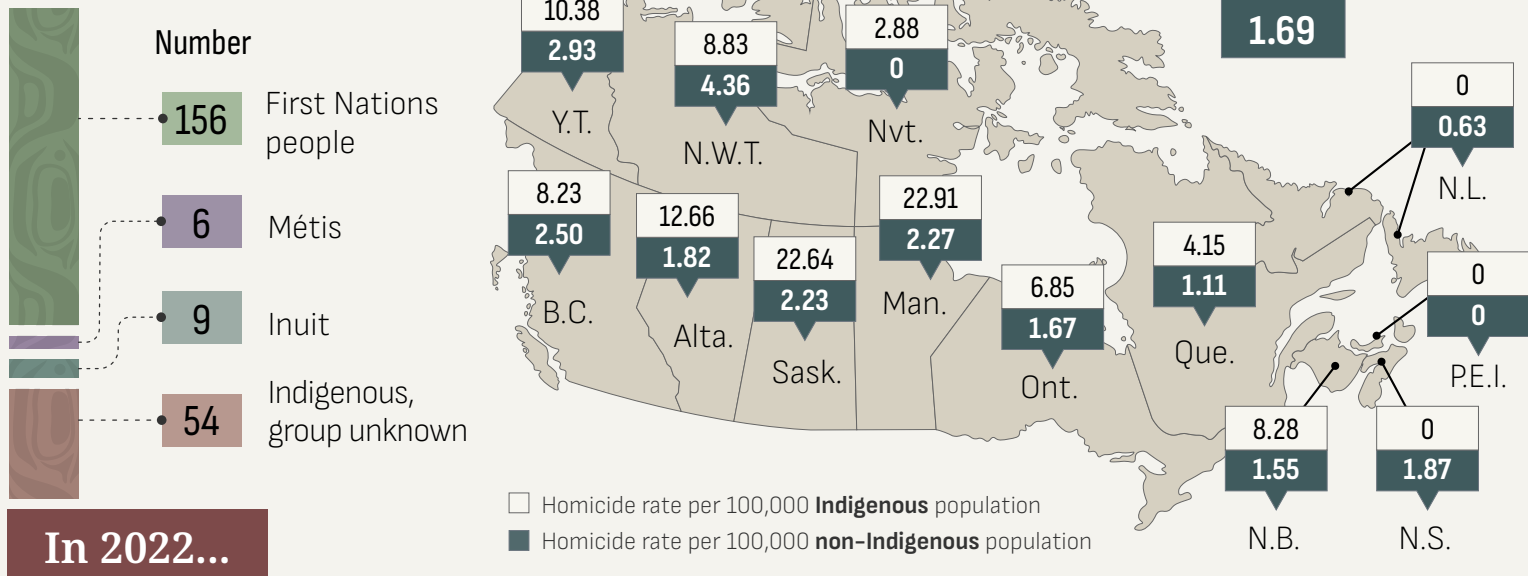 Number
156
First Nations
people
6
Métis
9
Inuit
54
Indigenous,
group unknown
In 2022...
10.38
2.93
Y.T.
8.83
4.36
N.W.T.
2.88
0
Nvt.
1.69
0
0.63
N.L.
8.23
2.50
B.C.
12.66
1.82
Alta.
22.64
2.23
Sask.
22.91
2.27
Man.
6.85
1.67
Ont.
4.15
1.11
Que.
0
0
P.E.I.
8.28
1.55
N.B.
0
1.87
N.S.
Homicide rate per 100,000 Indigenous population
Homicide rate per 100,000 non-Indigenous population